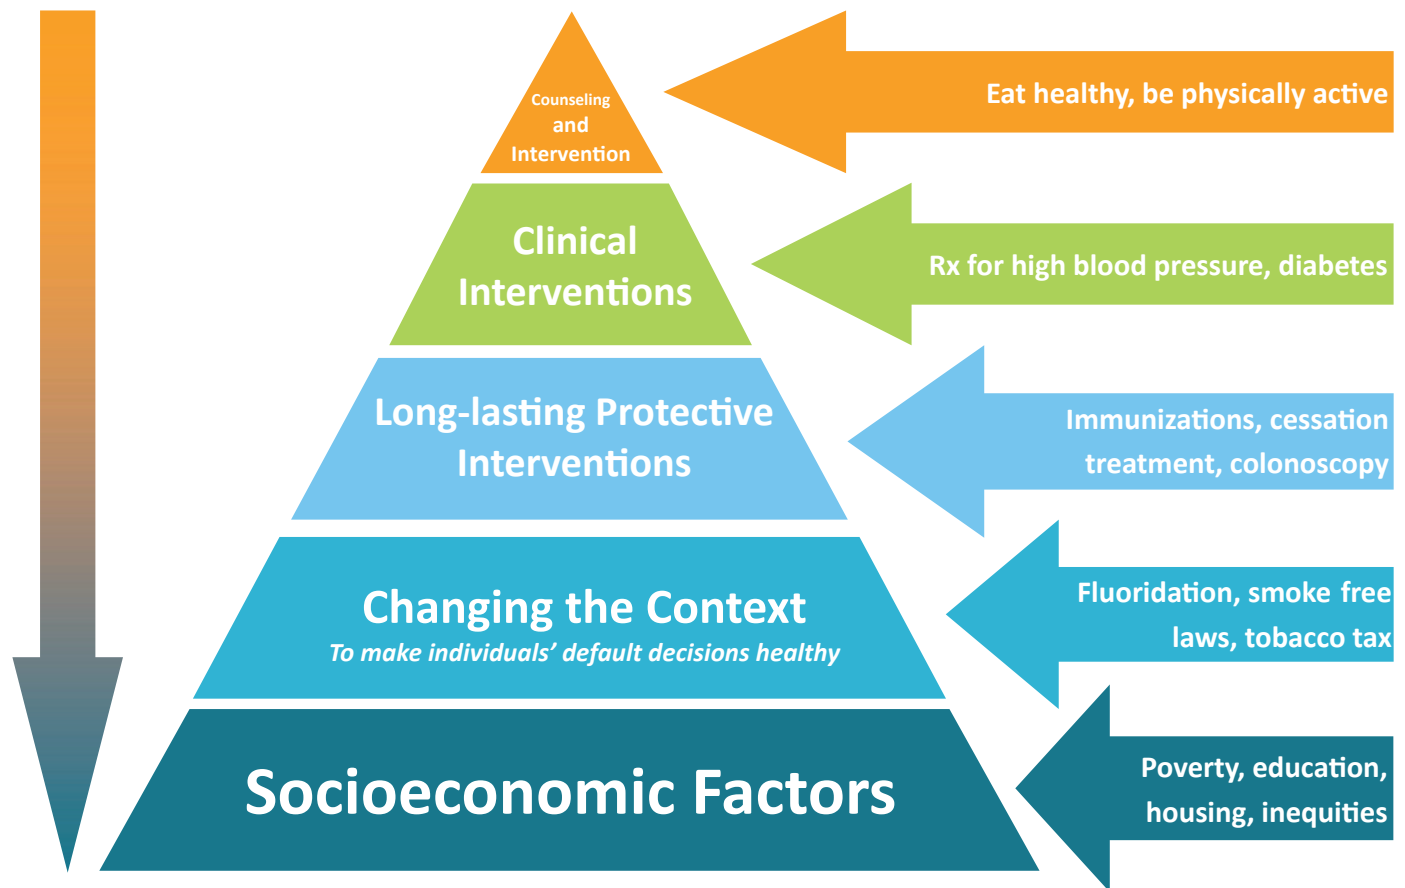 Counseling
and
Intervention
Eat healthy, be physically active
Clinical
Interventions
Rx for high blood pressure, diabetes
Long-lasting Protective
Interventions
Immunizations, cessation
treatment, colonoscopy
Changing the Context
To make individuals’ default decisions healthy
Fluoridation, smoke free
laws, tobacco tax
Socioeconomic Factors
Poverty, education,
housing, inequities